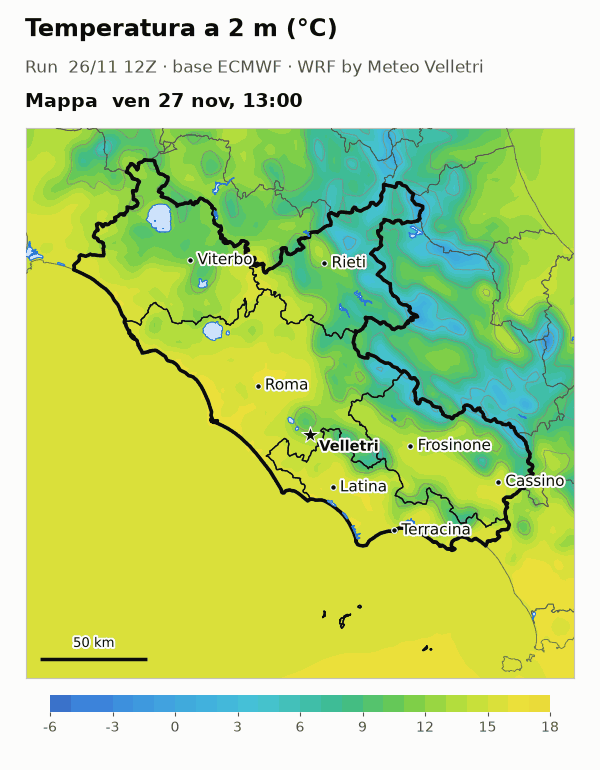 Temperatura a 2 m (°C)
Run  26/11 12Z · base ECMWF · WRF by Meteo Velletri
Mappa  ven 27 nov, 13:00
Viterbo
Rieti
Roma
Velletri
Frosinone
Cassino
Latina
Terracina
50 km
-6 -3 0 3 6 9 12 15 18